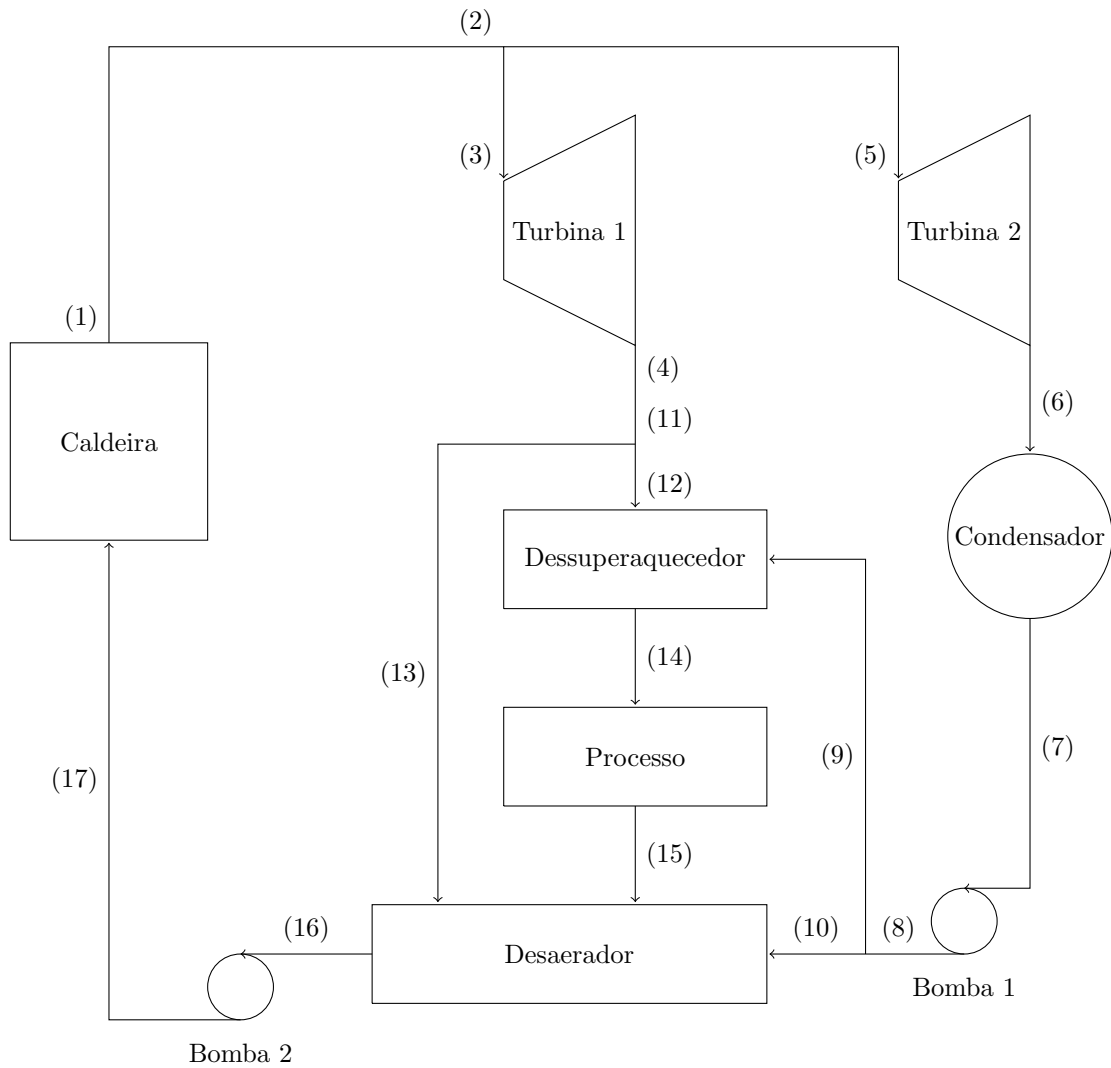 (2)
(3)
(5)
Turbina 1
Turbina 2
(1)
(4)
(6)
(11)
Caldeira
(12)
Condensador
Dessuperaquecedor
(14)
(13)
(7)
(9)
Processo
(17)
(15)
(16)
(10)
(8)
Desaerador
Bomba 1
Bomba 2